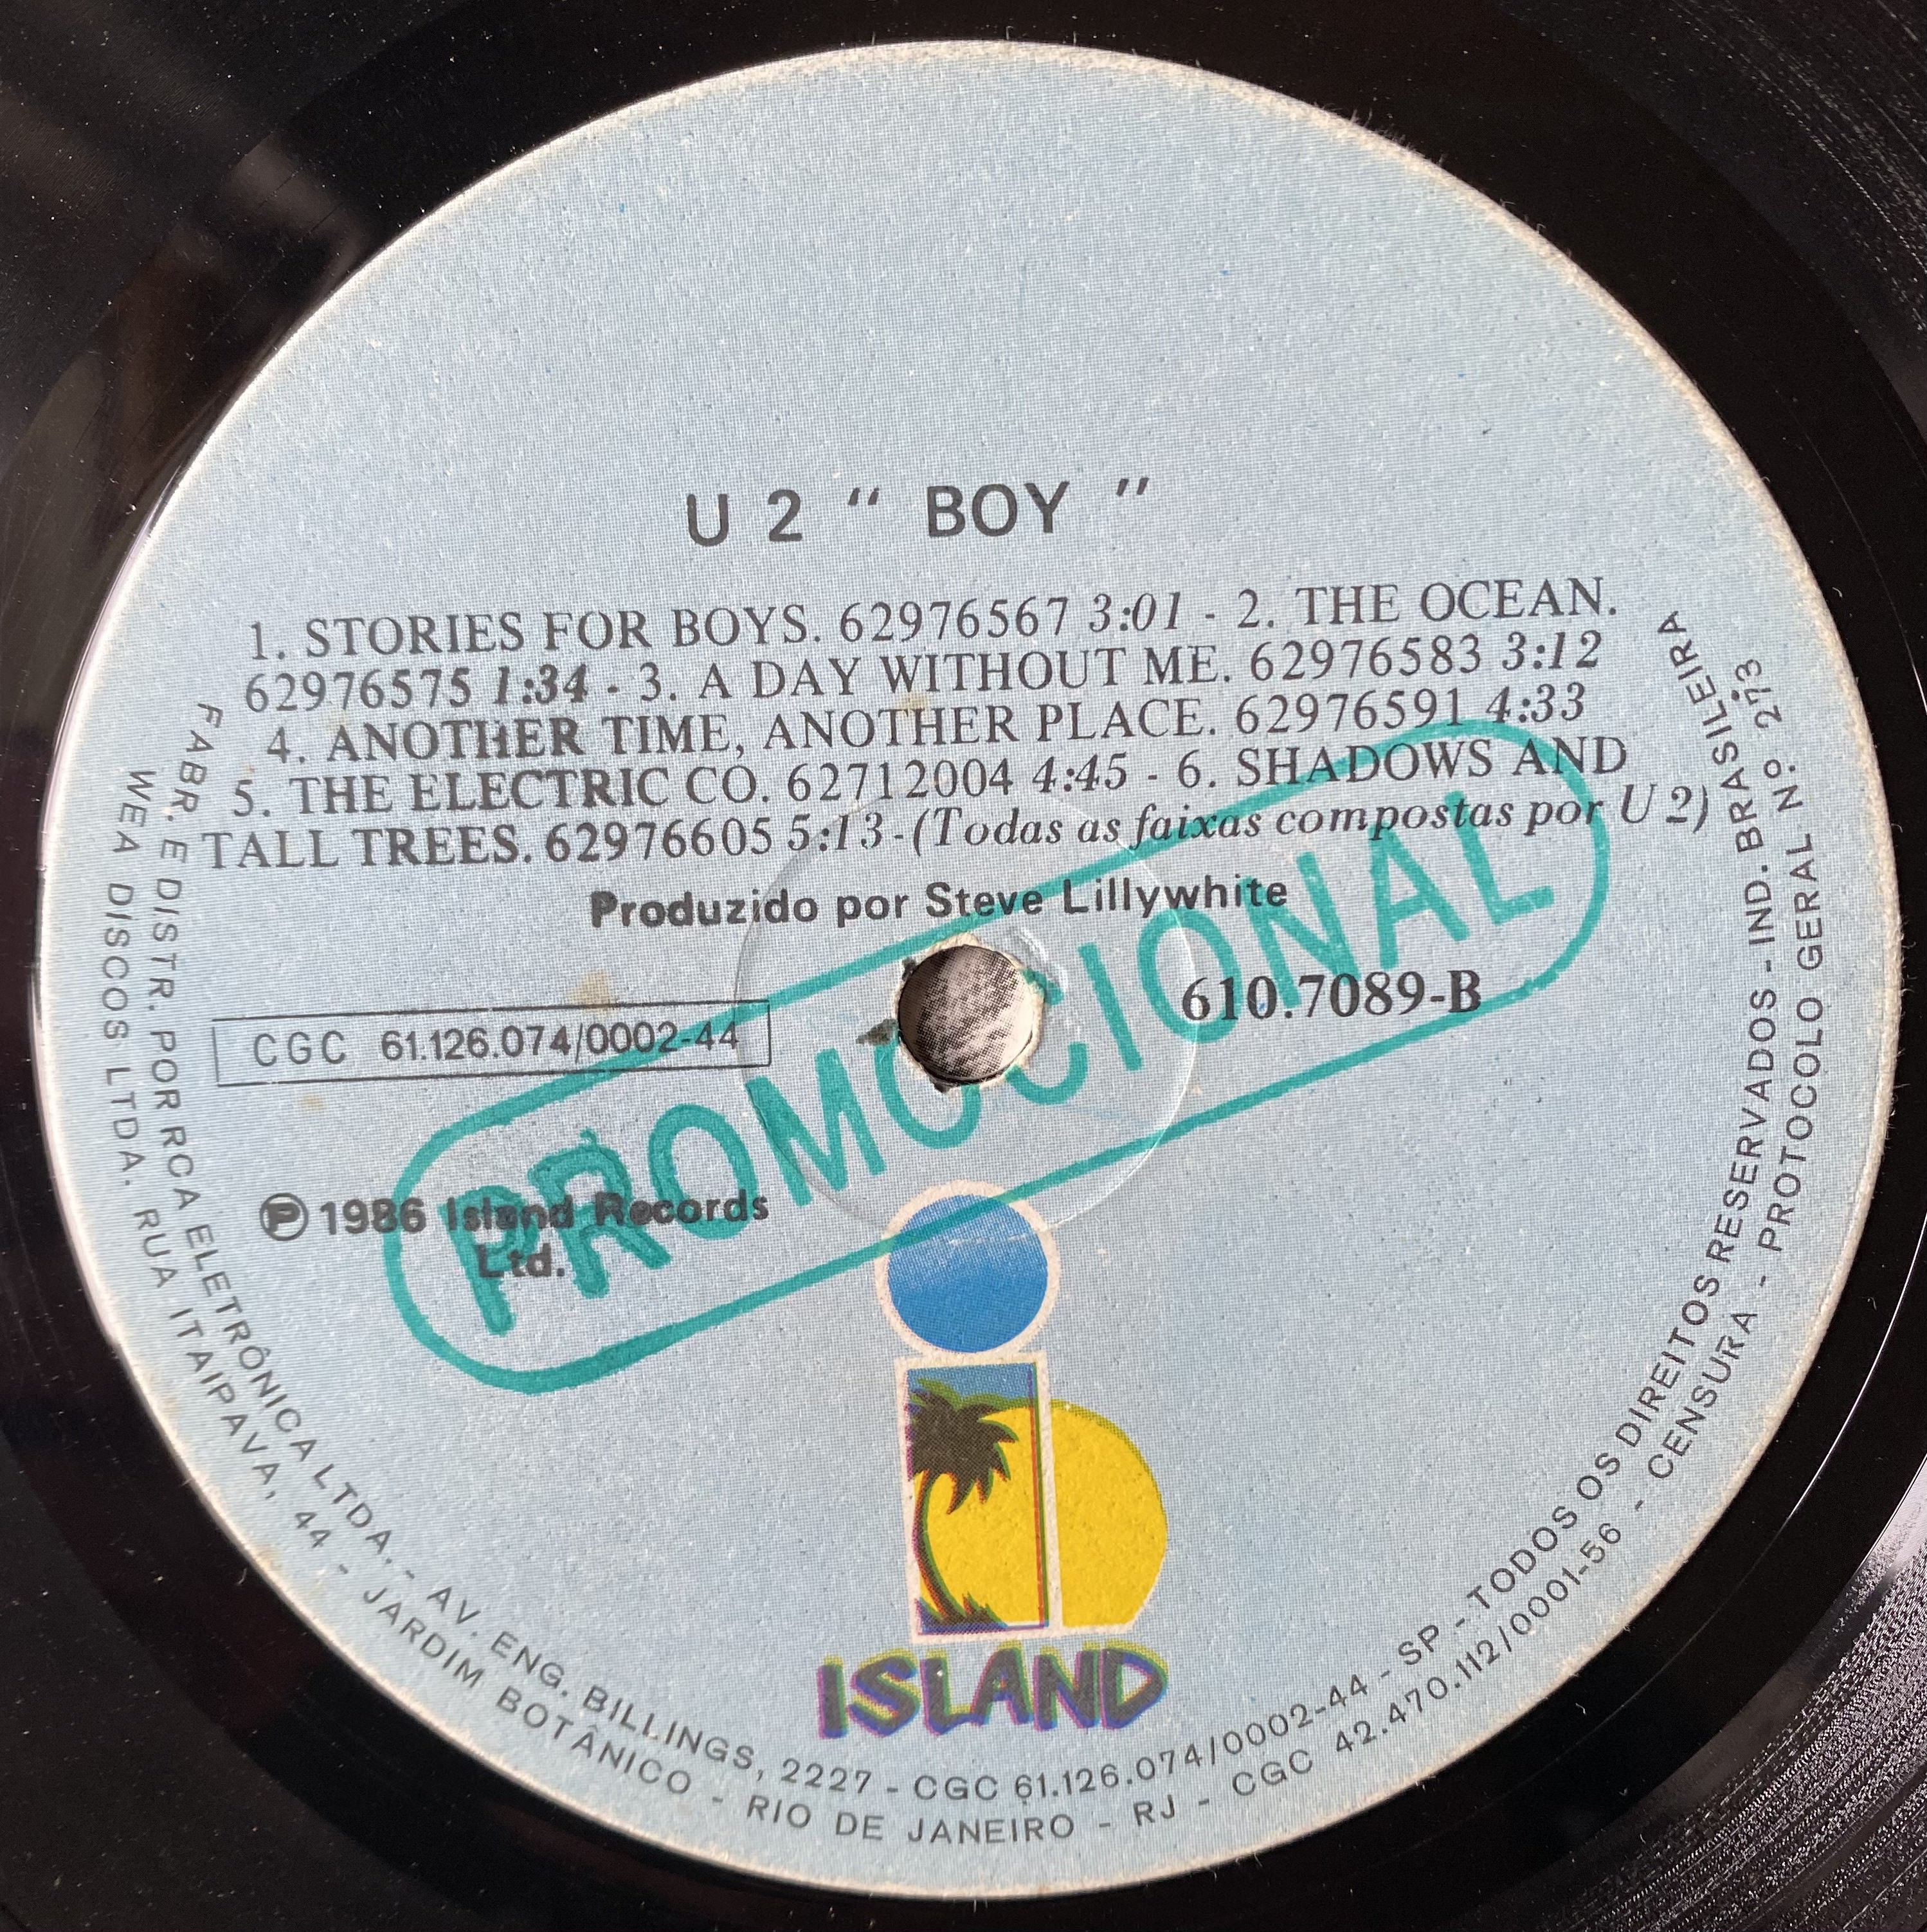 U 2 " BOY "
1. STORIES FOR BOYS. 62976567 3:01 - 2. THE OCEAN.
62976575 1:34 - 3. A DAY WITHOUT ME. 62976583 3:12
4. ANOTHER TIME, ANOTHER PLACE. 62976591 4:33
5. THE ELECTRIC CO. 62712004 4:45 - 6. SHADOWS AND
TALL TREES. 62976605 5:13 - (Todas as faixas compostas por U 2)
Produzido por Steve Lillywhite
610.7089-B
CGC 61.126.074/0002-44
PROMOCIONAL
℗ 1986 Island Records
Ltd.
ISLAND
FABR. E DISTR. POR RCA ELETRÔNICA LTDA. - AV. ENG. BILLINGS, 2227 - CGC 61.126.074/0002-44 - SP - TODOS OS DIREITOS RESERVADOS - IND. BRASILEIRA
WEA DISCOS LTDA. RUA ITAIPAVA, 44 - JARDIM BOTÂNICO - RIO DE JANEIRO - RJ - CGC 42.470.112/0001-56 - CENSURA - PROTOCOLO GERAL Nº. 273